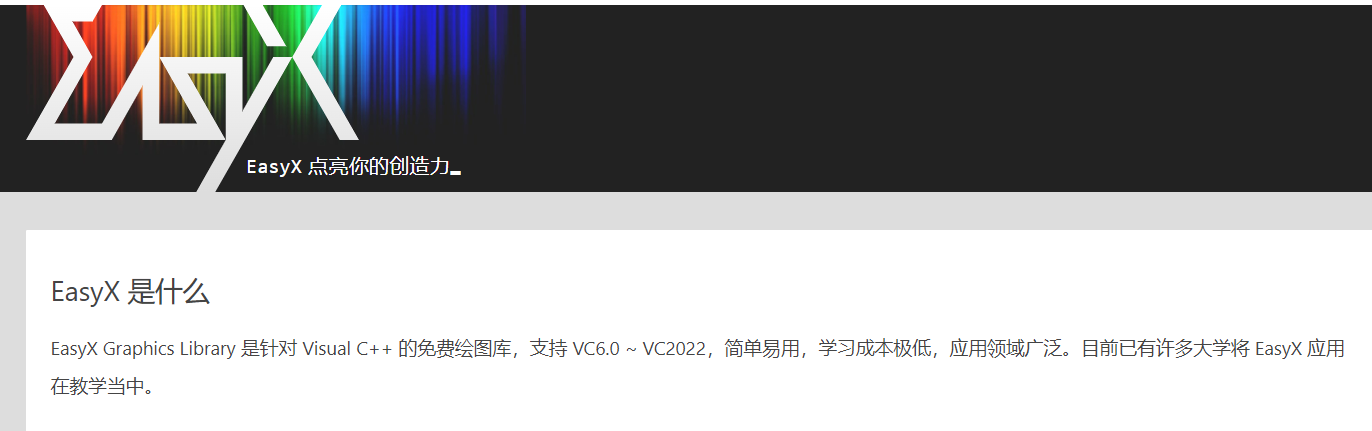 EasyX
EasyX 点亮你的创造力_
EasyX 是什么
EasyX Graphics Library 是针对 Visual C++ 的免费绘图库，支持 VC6.0 ~ VC2022，简单易用，学习成本极低，应用领域广泛。目前已有许多大学将 EasyX 应用
在教学当中。